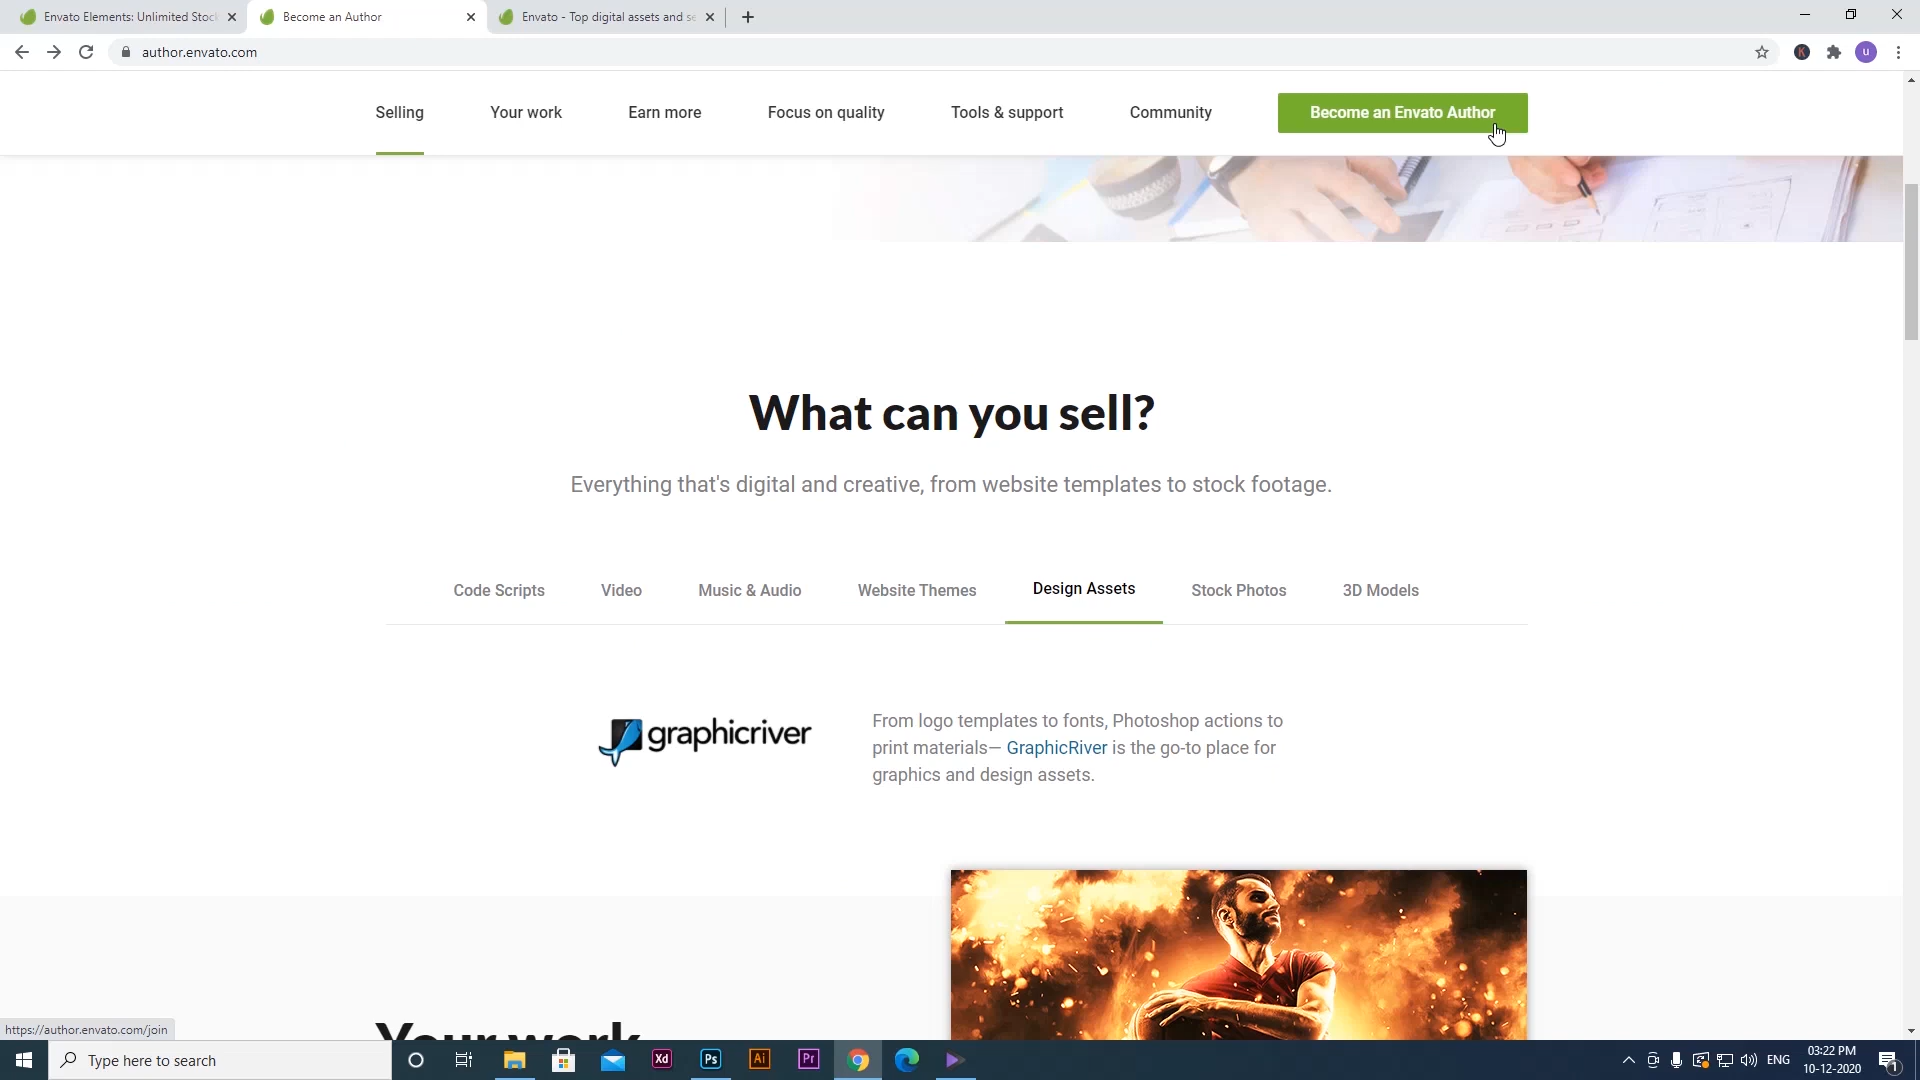 Envato Elements: Unlimited Stoc
Become an Author
Envato - Top digital assets and se
author.envato.com
K
u
Selling
Your work
Earn more
Focus on quality
Tools & support
Community
Become an Envato Author
What can you sell?
Everything that's digital and creative, from website templates to stock footage.
Code Scripts
Video
Music & Audio
Website Themes
Design Assets
Stock Photos
3D Models
graphicriver
From logo templates to fonts, Photoshop actions to
print materials— GraphicRiver is the go-to place for
graphics and design assets.
Your work
https://author.envato.com/join
Type here to search
Xd
Ps
Ai
Pr
ENG
03:22 PM
10-12-2020
1